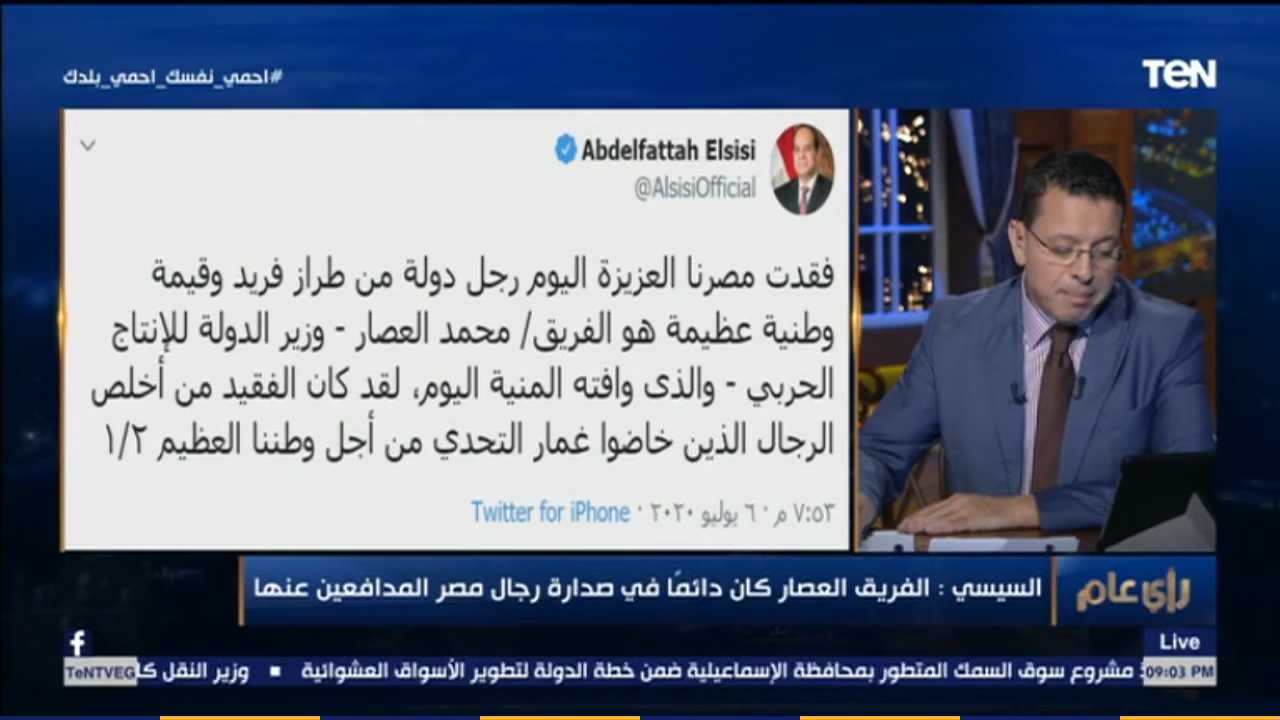 #احمي_نفسك_احمي_بلدك
TeN
Abdelfattah Elsisi
@AlsisiOfficial
فقدت مصرنا العزيزة اليوم رجل دولة من طراز فريد وقيمة
وطنية عظيمة هو الفريق/ محمد العصار - وزير الدولة للإنتاج
الحربي - والذى وافته المنية اليوم، لقد كان الفقيد من أخلص
الرجال الذين خاضوا غمار التحدي من أجل وطننا العظيم ١/٢
٧:٥٣ م · ٦ يوليو ٢٠٢٠ · Twitter for iPhone
رأي عام
السيسي : الفريق العصار كان دائمًا في صدارة رجال مصر المدافعين عنها
Live
09:03 PM
مشروع سوق السمك المتطور بمحافظة الإسماعيلية ضمن خطة الدولة لتطوير الأسواق العشوائية ■ وزير النقل
TeNTVEG